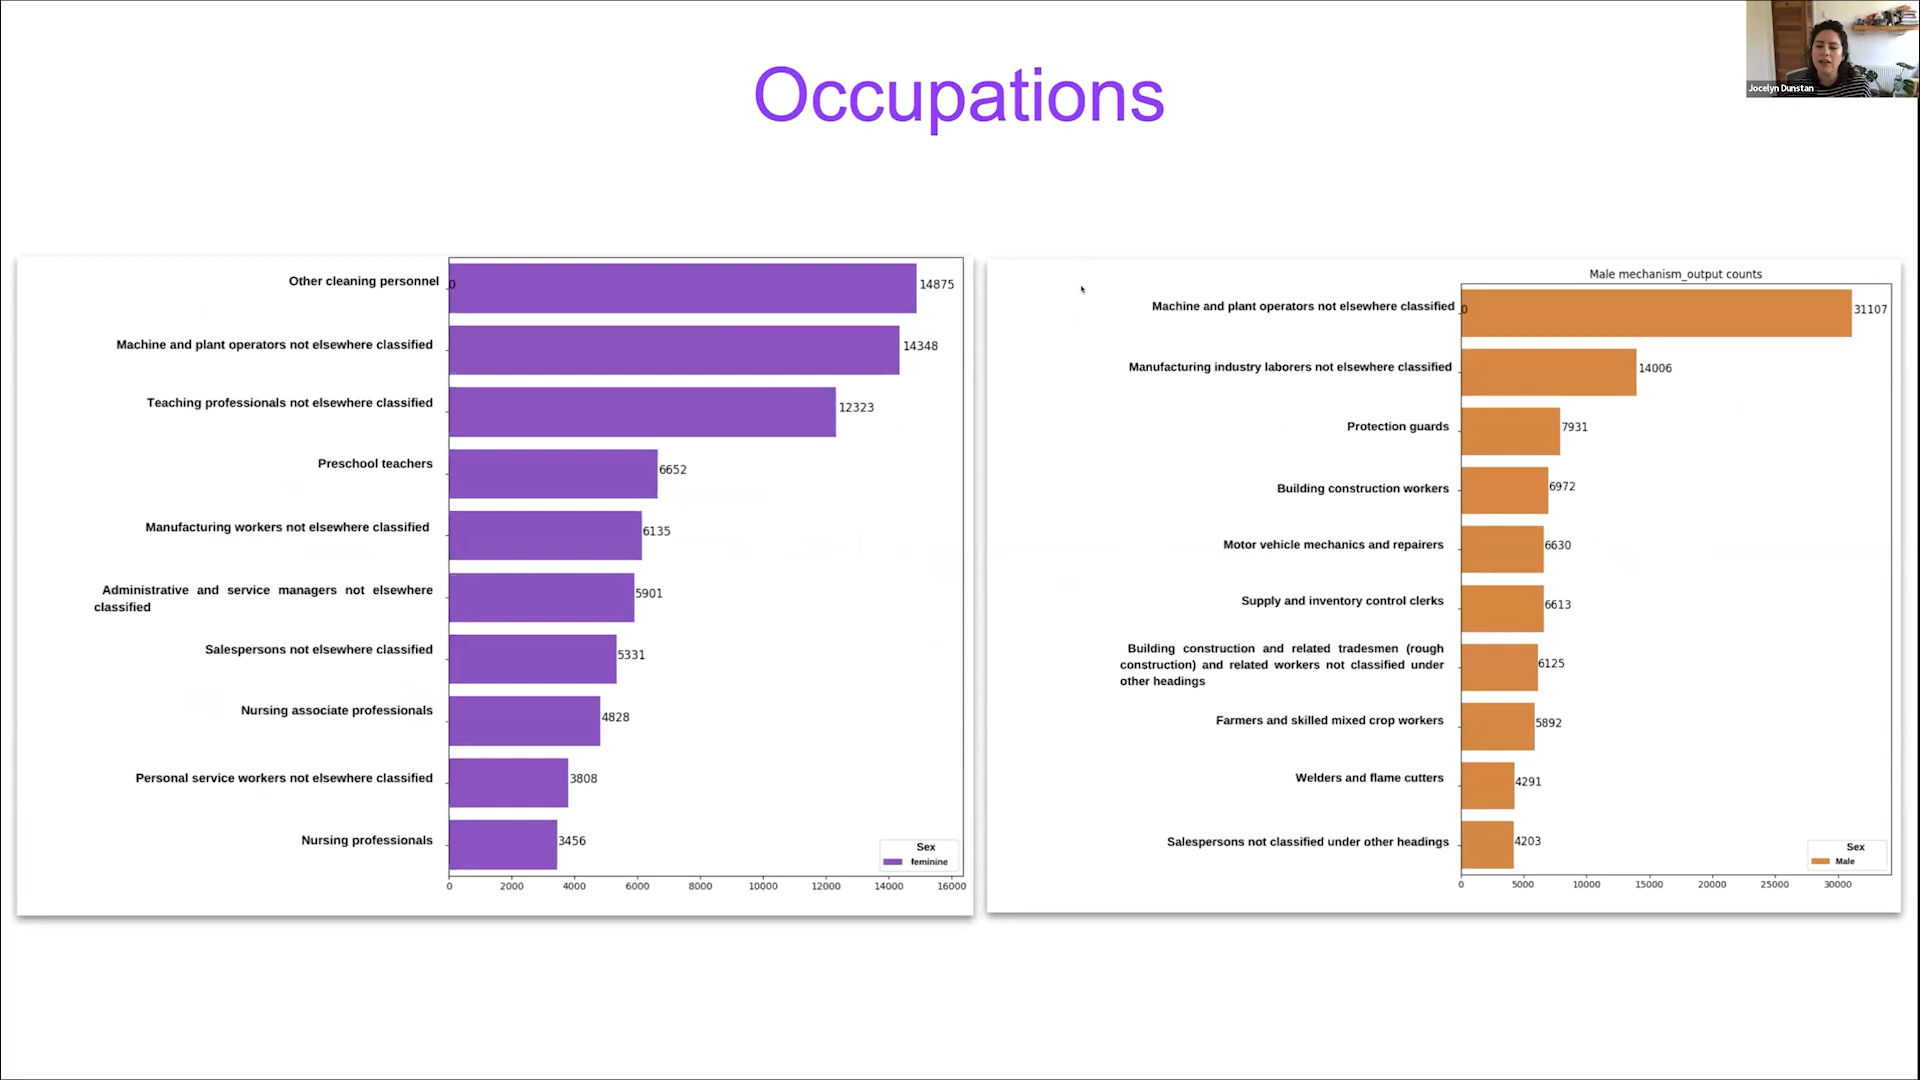 Jocelyn Dunstan
Occupations
Other cleaning personnel
0
14875
Machine and plant operators not elsewhere classified
14348
Teaching professionals not elsewhere classified
12323
Preschool teachers
6652
Manufacturing workers not elsewhere classified
6135
Administrative and service managers not elsewhere
classified
5901
Salespersons not elsewhere classified
5331
Nursing associate professionals
4828
Personal service workers not elsewhere classified
3808
Nursing professionals
3456
Sex
feminine
0 2000 4000 6000 8000 10000 12000 14000 16000
Male mechanism_output counts
Machine and plant operators not elsewhere classified
0
31107
Manufacturing industry laborers not elsewhere classified
14006
Protection guards
7931
Building construction workers
6972
Motor vehicle mechanics and repairers
6630
Supply and inventory control clerks
6613
Building construction and related tradesmen (rough
construction) and related workers not classified under
other headings
6125
Farmers and skilled mixed crop workers
5892
Welders and flame cutters
4291
Salespersons not classified under other headings
4203
Sex
Male
0 5000 10000 15000 20000 25000 30000